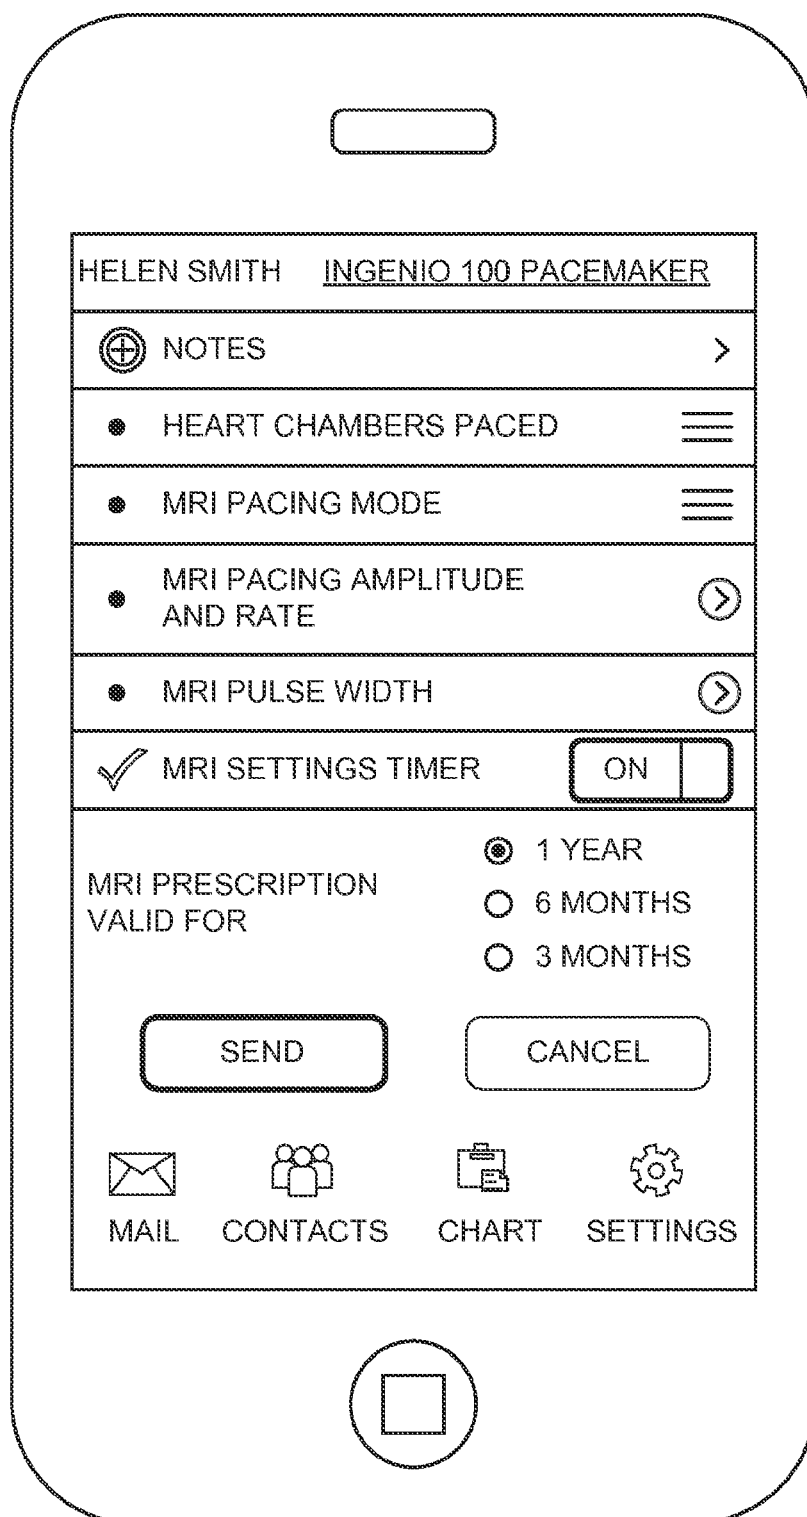 HELEN SMITH INGENIO 100 PACEMAKER
NOTES
HEART CHAMBERS PACED
MRI PACING MODE
MRI PACING AMPLITUDE
AND RATE
MRI PULSE WIDTH
MRI SETTINGS TIMER ON
MRI PRESCRIPTION
VALID FOR
1 YEAR
6 MONTHS
3 MONTHS
SEND CANCEL
MAIL CONTACTS CHART SETTINGS